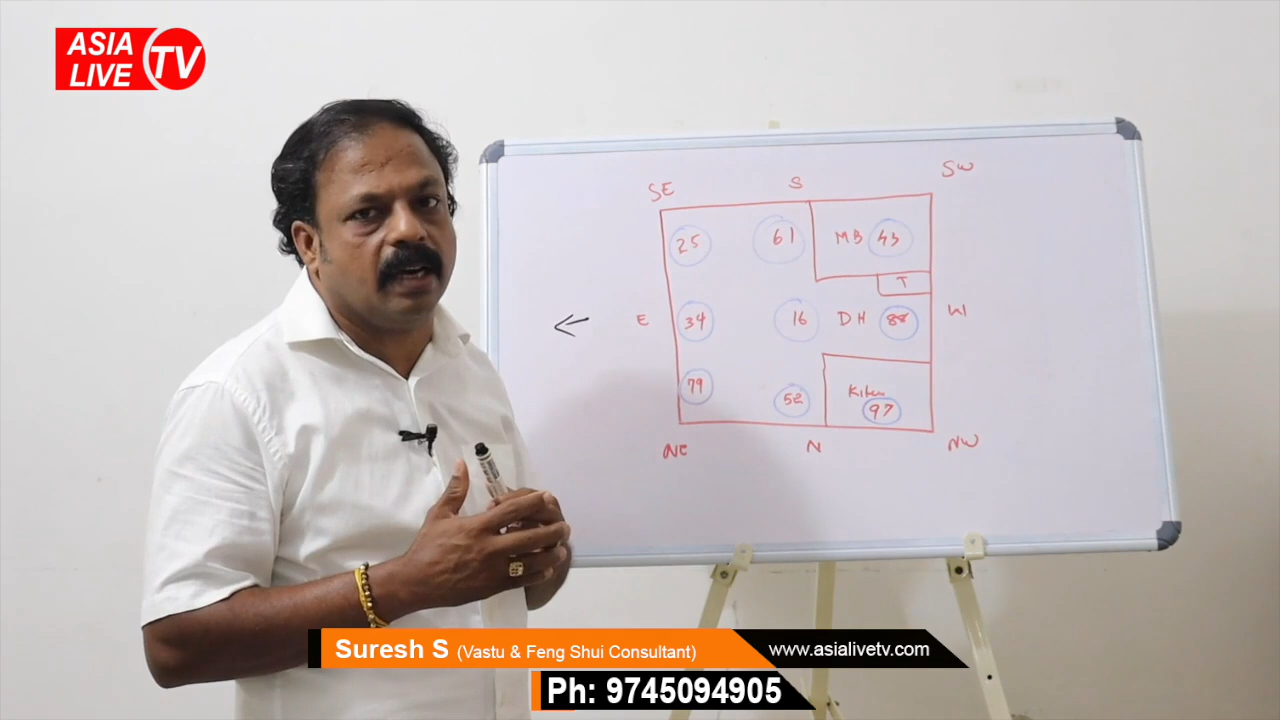 ASIA
LIVE
TV
SW
SE
S
25
61
MB
43
T
E
34
16
DH
88
W
79
52
97
NE
N
NW
Suresh S (Vastu & Feng Shui Consultant)
www.asialivetv.com
Ph: 9745094905